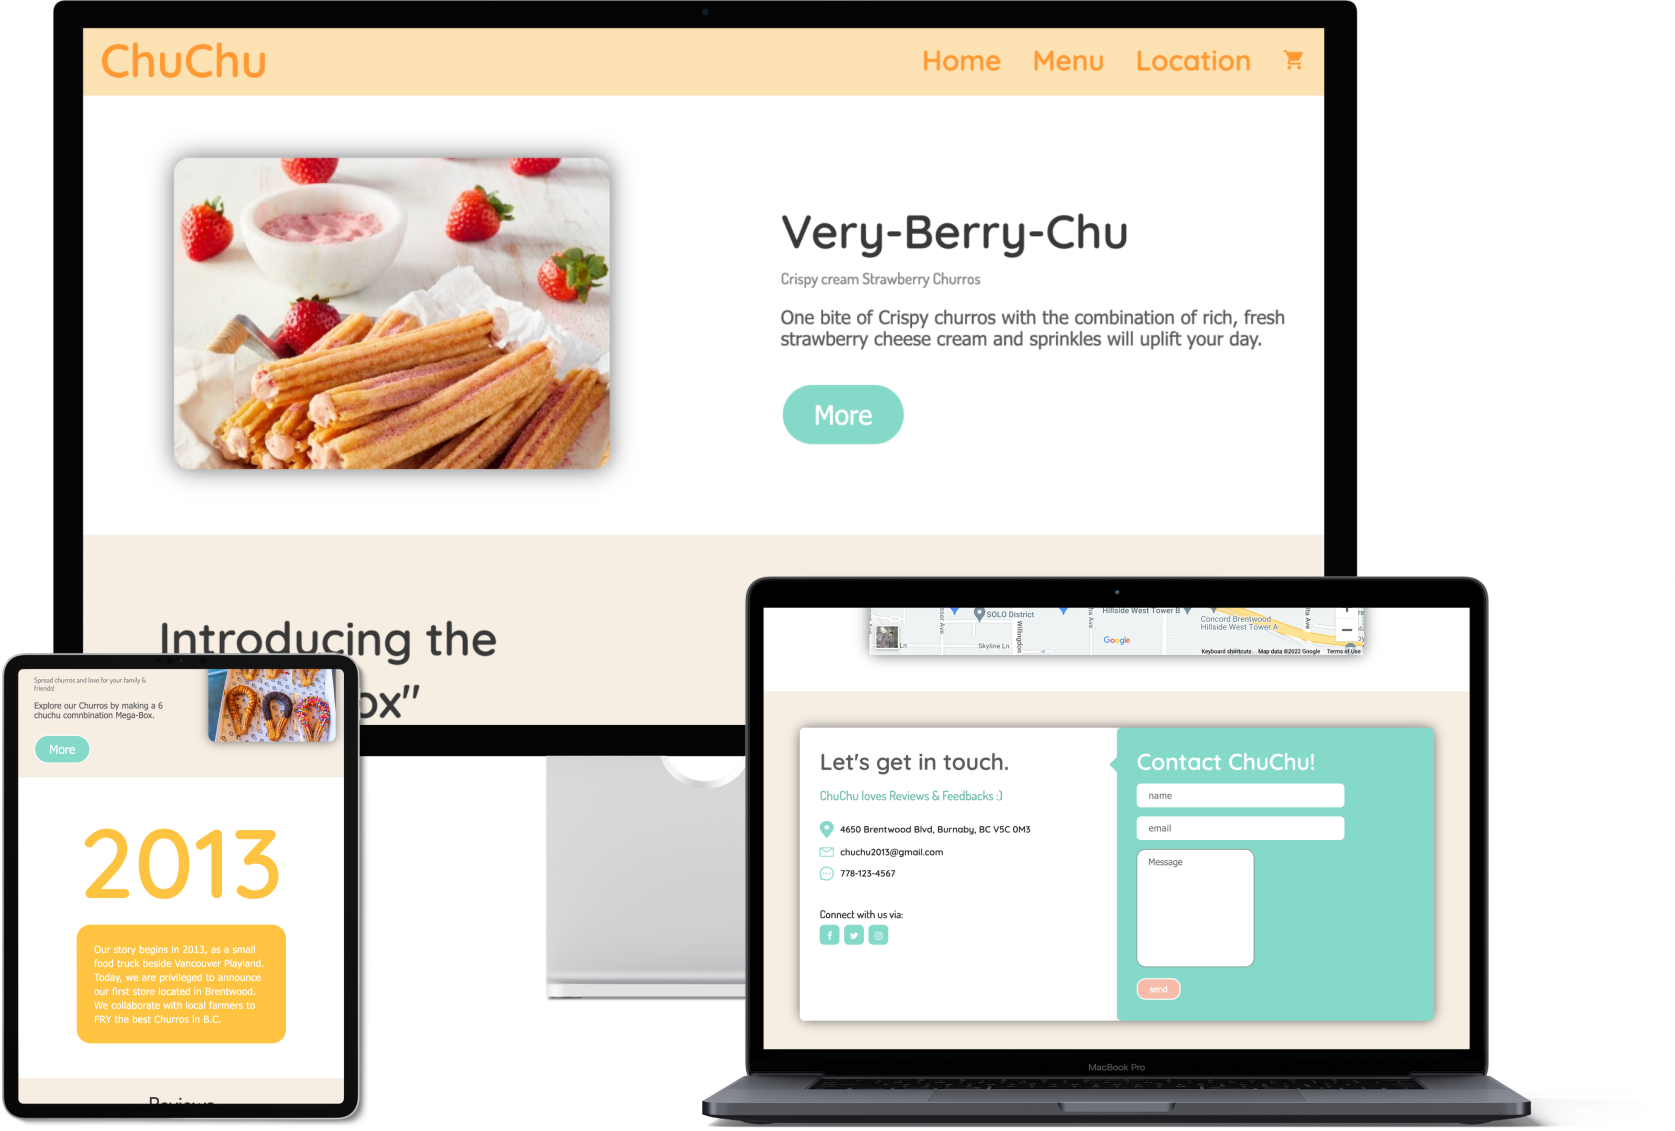 ChuChu
Home Menu Location
Very-Berry-Chu
Crispy cream Strawberry Churros
One bite of Crispy churros with the combination of rich, fresh
strawberry cheese cream and sprinkles will uplift your day.
More
Introducing the
ox"
Spread churros and love for your family &
friends!
Explore our Churros by making a 6
chuchu comnbination Mega-Box.
More
2013
Our story begins in 2013, as a small
food truck beside Vancouver Playland.
Today, we are privileged to announce
our first store located in Brentwood.
We collaborate with local farmers to
FRY the best Churros in B.C.
Reviews
SOLO District
Willingdon
Skyline Ln
Ln
Google
Hillside West Tower B
Concord Brentwood
Hillside West Tower A
Keyboard shortcuts Map data ©2022 Google Terms of Use
Let's get in touch.
ChuChu loves Reviews & Feedbacks :)
4650 Brentwood Blvd, Burnaby, BC V5C 0M3
chuchu2013@gmail.com
778-123-4567
Connect with us via:
Contact ChuChu!
name
email
Message
send
MacBook Pro